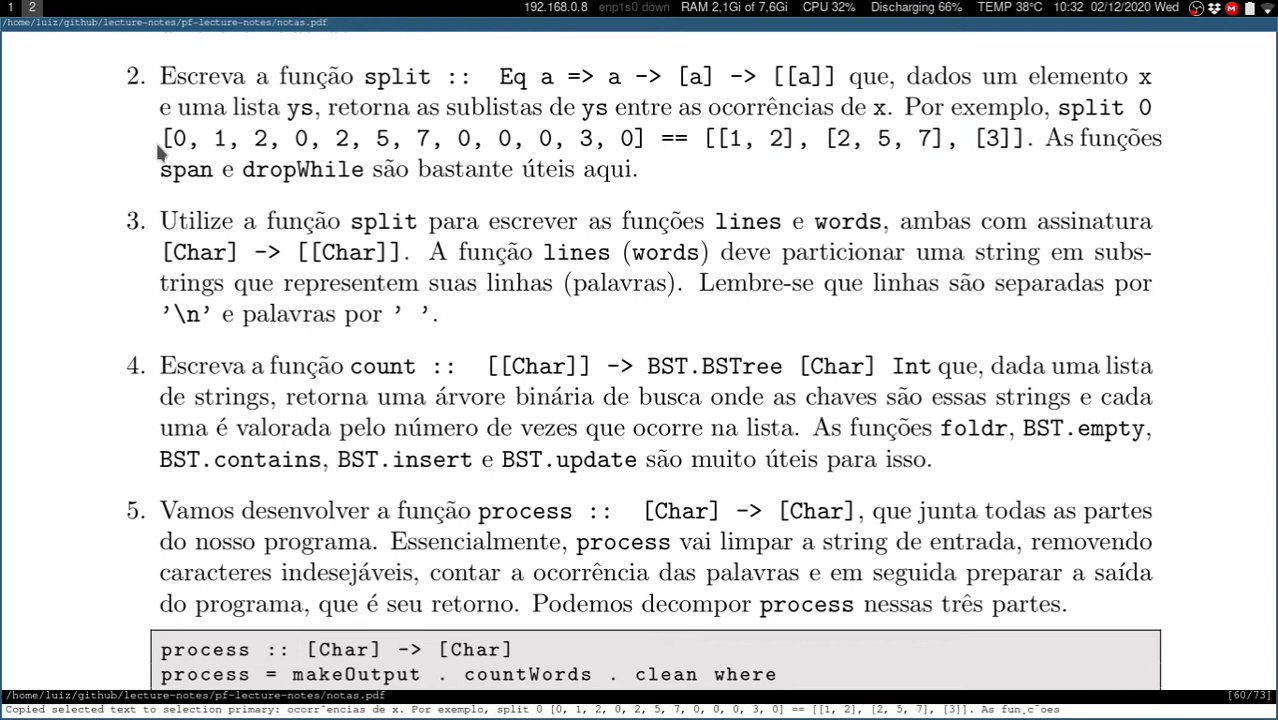 1 2 192.168.0.8 enp1s0 down RAM 2,1Gi of 7,6Gi CPU 32% Discharging 66% TEMP 38°C 10:32 02/12/2020 Wed
/home/luiz/github/lecture-notes/pf-lecture-notes/notas.pdf
2. Escreva a função split :: Eq a => a -> [a] -> [[a]] que, dados um elemento x
e uma lista ys, retorna as sublistas de ys entre as ocorrências de x. Por exemplo, split 0
[0, 1, 2, 0, 2, 5, 7, 0, 0, 0, 3, 0] == [[1, 2], [2, 5, 7], [3]]. As funções
span e dropWhile são bastante úteis aqui.
3. Utilize a função split para escrever as funções lines e words, ambas com assinatura
[Char] -> [[Char]]. A função lines (words) deve particionar uma string em subs-
trings que representem suas linhas (palavras). Lembre-se que linhas são separadas por
’\n’ e palavras por ’ ’.
4. Escreva a função count :: [[Char]] -> BST.BSTree [Char] Int que, dada uma lista
de strings, retorna uma árvore binária de busca onde as chaves são essas strings e cada
uma é valorada pelo número de vezes que ocorre na lista. As funções foldr, BST.empty,
BST.contains, BST.insert e BST.update são muito úteis para isso.
5. Vamos desenvolver a função process :: [Char] -> [Char], que junta todas as partes
do nosso programa. Essencialmente, process vai limpar a string de entrada, removendo
caracteres indesejáveis, contar a ocorrência das palavras e em seguida preparar a saída
do programa, que é seu retorno. Podemos decompor process nessas três partes.
process :: [Char] -> [Char]
process = makeOutput . countWords . clean where
/home/luiz/github/lecture-notes/pf-lecture-notes/notas.pdf [60/73]
Copied selected text to selection primary: ocorrˆencias de x. Por exemplo, split 0 [0, 1, 2, 0, 2, 5, 7, 0, 0, 0, 3, 0] == [[1, 2], [2, 5, 7], [3]]. As fun¸c˜oes